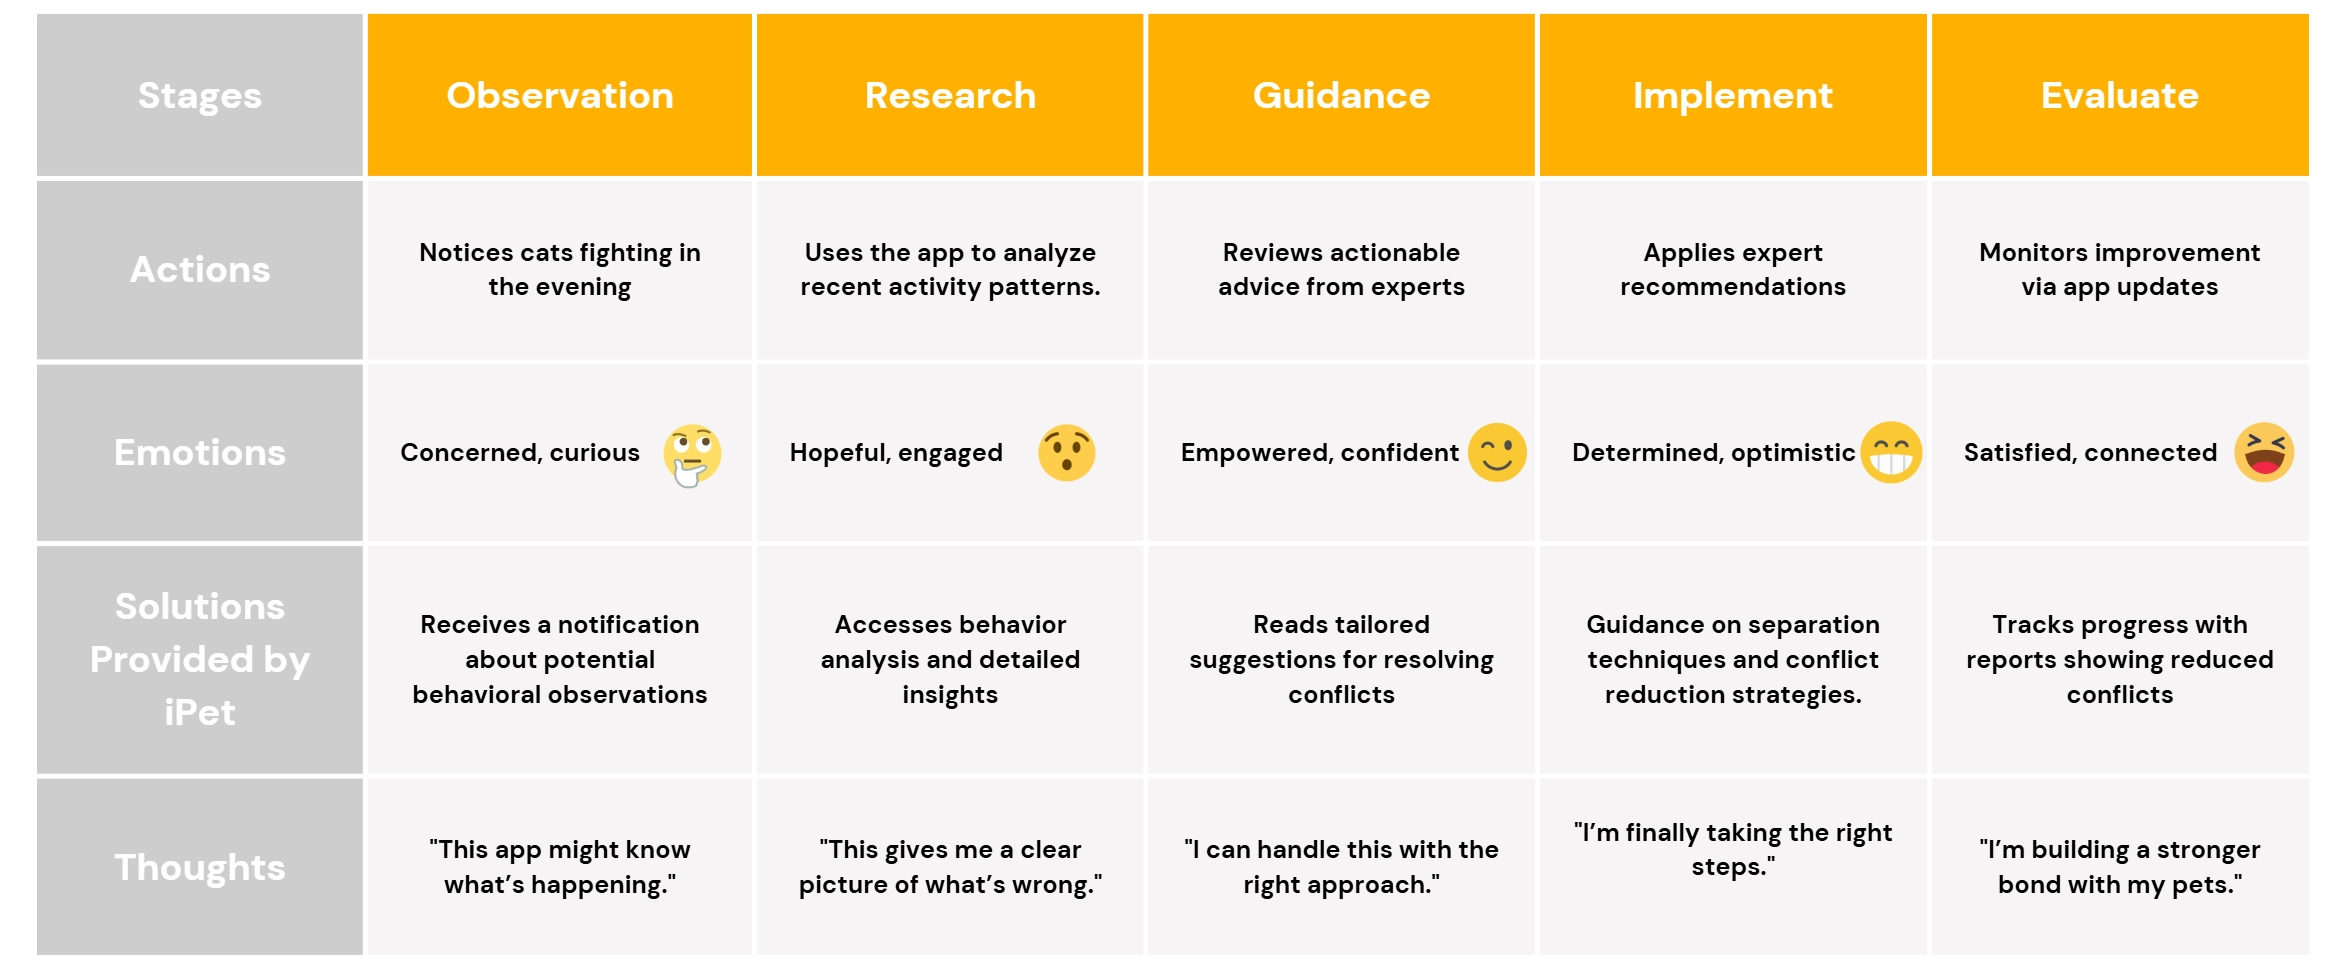 Stages
Observation
Research
Guidance
Implement
Evaluate
Actions
Notices cats fighting in
the evening
Uses the app to analyze
recent activity patterns.
Reviews actionable
advice from experts
Applies expert
recommendations
Monitors improvement
via app updates
Emotions
Concerned, curious
Hopeful, engaged
Empowered, confident
Determined, optimistic
Satisfied, connected
Solutions
Provided by
iPet
Receives a notification
about potential
behavioral observations
Accesses behavior
analysis and detailed
insights
Reads tailored
suggestions for resolving
conflicts
Guidance on separation
techniques and conflict
reduction strategies.
Tracks progress with
reports showing reduced
conflicts
Thoughts
"This app might know
what’s happening."
"This gives me a clear
picture of what’s wrong."
"I can handle this with the
right approach."
"I’m finally taking the right
steps."
"I’m building a stronger
bond with my pets."